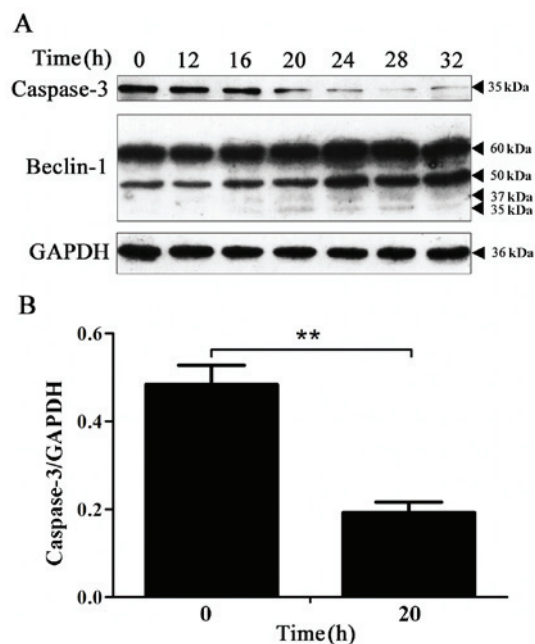 A
Time(h) 0 12 16 20 24 28 32
Caspase-3 35 kDa
Beclin-1 60 kDa
50 kDa
37 kDa
35 kDa
GAPDH 36 kDa
B
Caspase-3/GAPDH
0.6
0.4
0.2
0.0
**
0 20
Time(h)